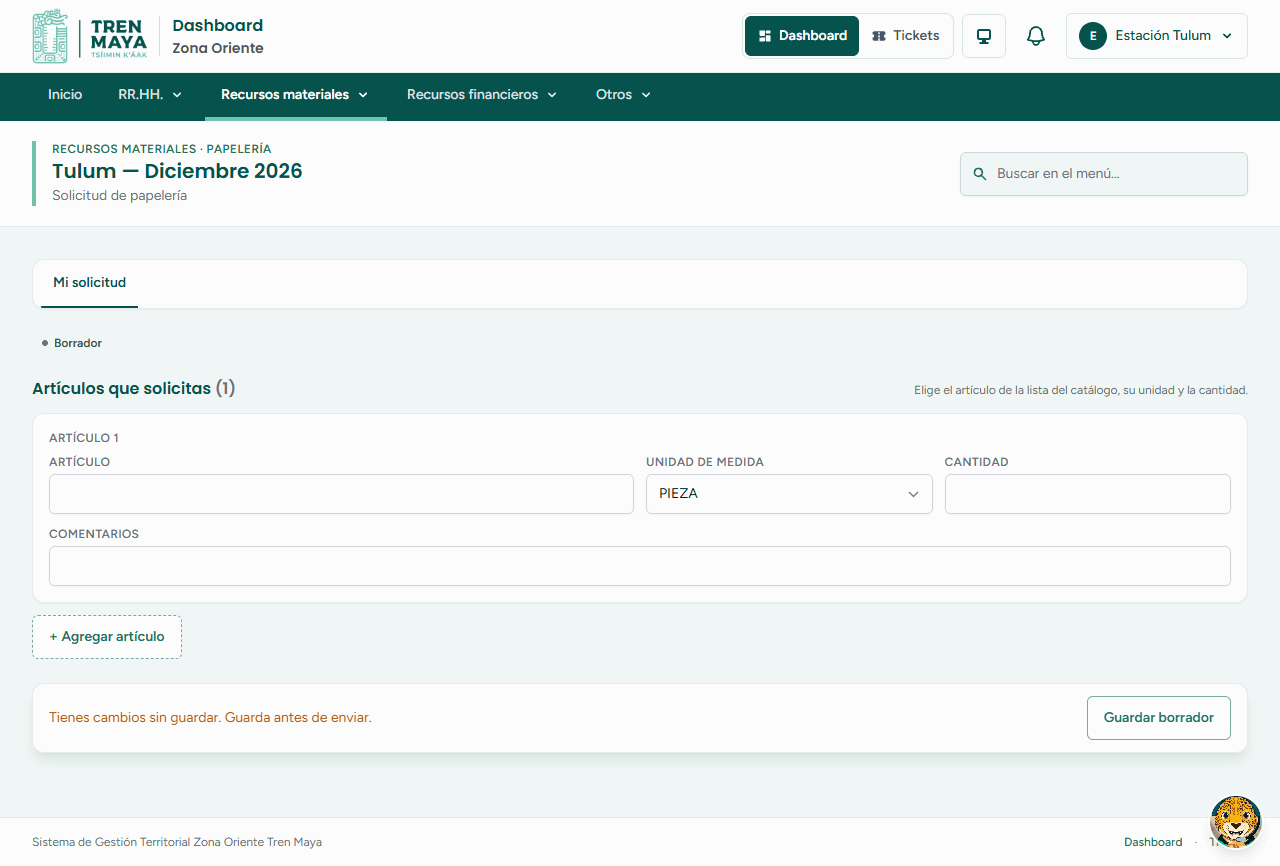 TREN
MAYA
TSÍIMIN K'ÁAK
Dashboard
Zona Oriente
Dashboard
Tickets
E
Estación Tulum
Inicio
RR.HH.
Recursos materiales
Recursos financieros
Otros
RECURSOS MATERIALES · PAPELERÍA
Tulum — Diciembre 2026
Solicitud de papelería
Buscar en el menú...
Mi solicitud
Borrador
Artículos que solicitas (1)
Elige el artículo de la lista del catálogo, su unidad y la cantidad.
ARTÍCULO 1
ARTÍCULO
UNIDAD DE MEDIDA
CANTIDAD
PIEZA
COMENTARIOS
+ Agregar artículo
Tienes cambios sin guardar. Guarda antes de enviar.
Guardar borrador
Sistema de Gestión Territorial Zona Oriente Tren Maya
Dashboard ·